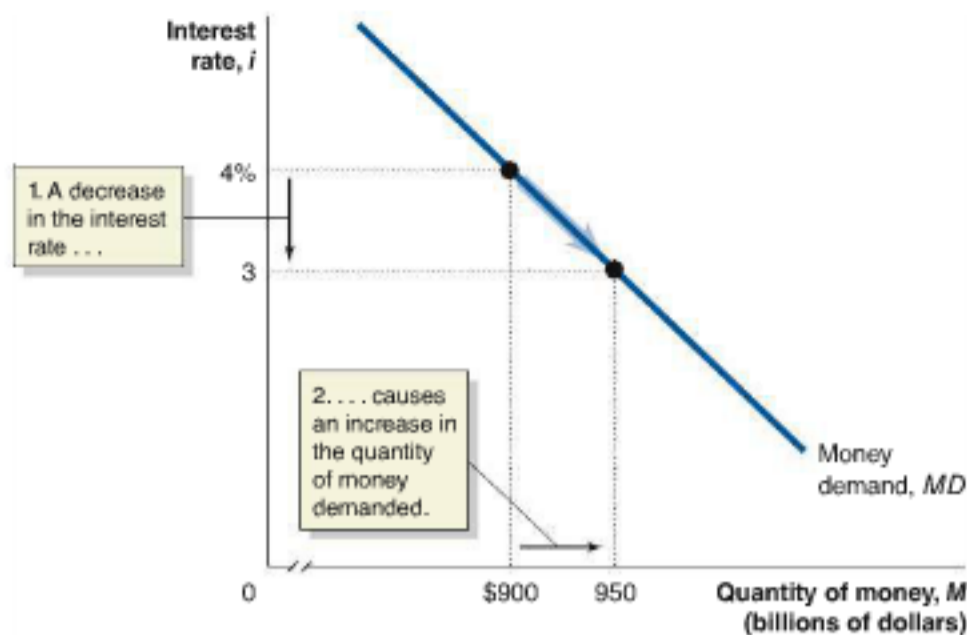 Interest
rate, i
4%
1. A decrease
in the interest
rate ...
3
2. ... causes
an increase in
the quantity
of money
demanded.
Money
demand, MD
0
$900
950
Quantity of money, M
(billions of dollars)